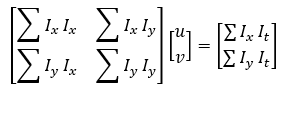 [∑ I_x I_x  ∑ I_x I_y] [u] = [∑ I_x I_t]
[∑ I_y I_x  ∑ I_y I_y] [v]   [∑ I_y I_t]